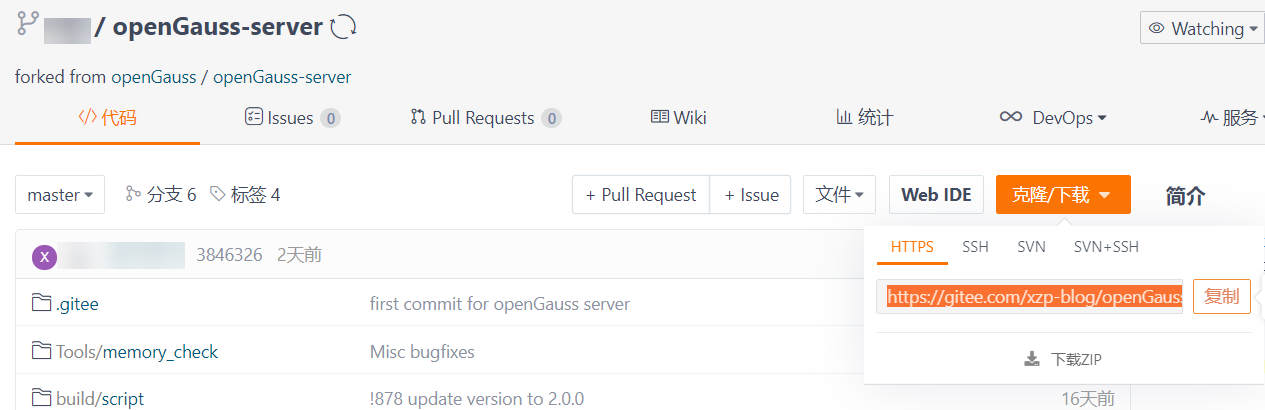 / openGauss-server
Watching
forked from openGauss / openGauss-server
代码 Issues 0 Pull Requests 0 Wiki 统计 DevOps 服务
master 分支 6 标签 4 + Pull Request + Issue 文件 Web IDE 克隆/下载 简介
X 3846326 2天前
HTTPS SSH SVN SVN+SSH
.gitee first commit for openGauss server
https://gitee.com/xzp-blog/openGaus 复制
Tools/memory_check Misc bugfixes
下载ZIP
build/script !878 update version to 2.0.0 16天前